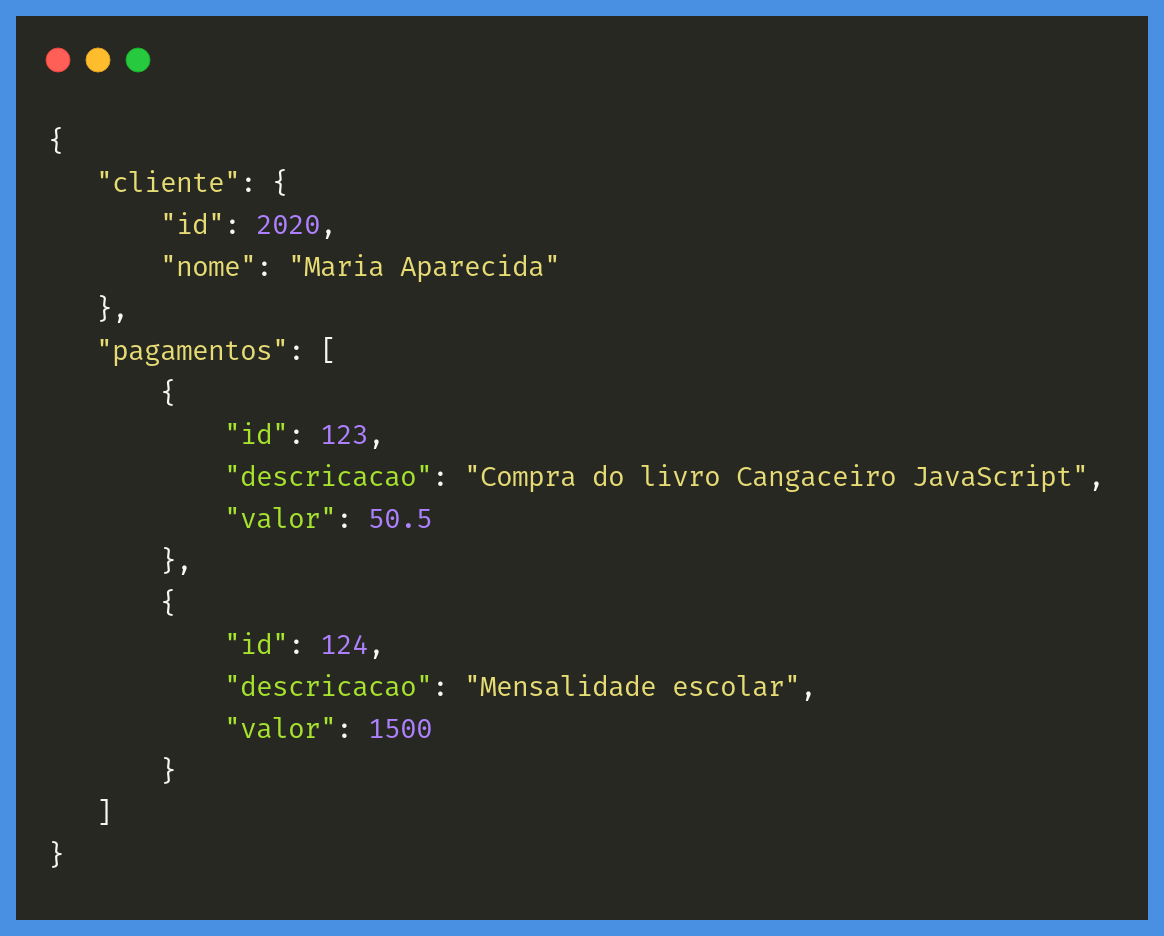 {
   "cliente": {
       "id": 2020,
       "nome": "Maria Aparecida"
   },
   "pagamentos": [
       {
           "id": 123,
           "descricacao": "Compra do livro Cangaceiro JavaScript",
           "valor": 50.5
       },
       {
           "id": 124,
           "descricacao": "Mensalidade escolar",
           "valor": 1500
       }
   ]
}